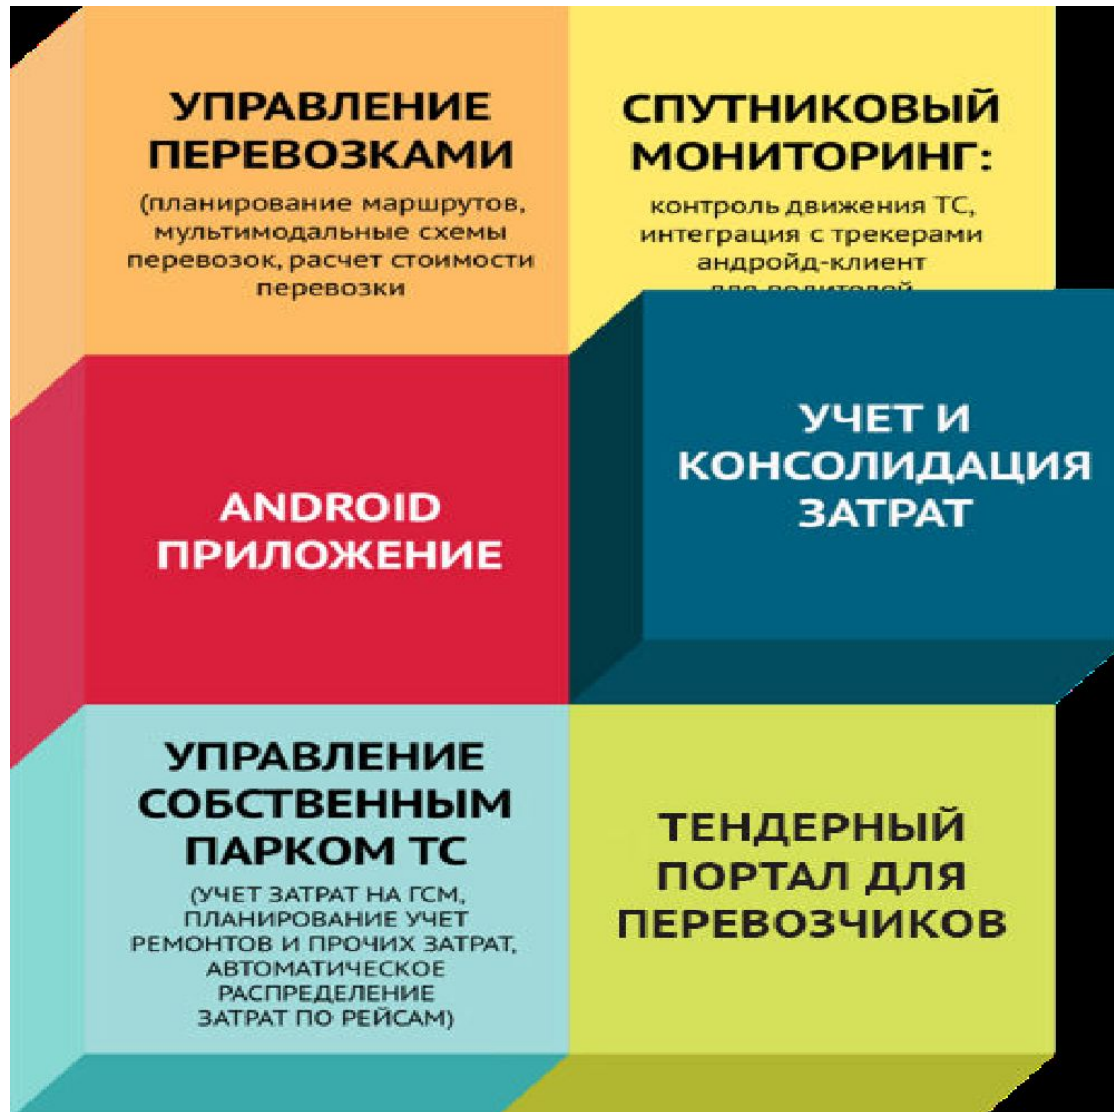 УПРАВЛЕНИЕ
ПЕРЕВОЗКАМИ
(планирование маршрутов,
мультимодальные схемы
перевозок, расчет стоимости
перевозки
СПУТНИКОВЫЙ
МОНИТОРИНГ:
контроль движения ТС,
интеграция с трекерами
андройд-клиент
для водителей
ANDROID
ПРИЛОЖЕНИЕ
УЧЕТ И
КОНСОЛИДАЦИЯ
ЗАТРАТ
УПРАВЛЕНИЕ
СОБСТВЕННЫМ
ПАРКОМ ТС
(УЧЕТ ЗАТРАТ НА ГСМ,
ПЛАНИРОВАНИЕ УЧЕТ
РЕМОНТОВ И ПРОЧИХ ЗАТРАТ,
АВТОМАТИЧЕСКОЕ
РАСПРЕДЕЛЕНИЕ
ЗАТРАТ ПО РЕЙСАМ)
ТЕНДЕРНЫЙ
ПОРТАЛ ДЛЯ
ПЕРЕВОЗЧИКОВ